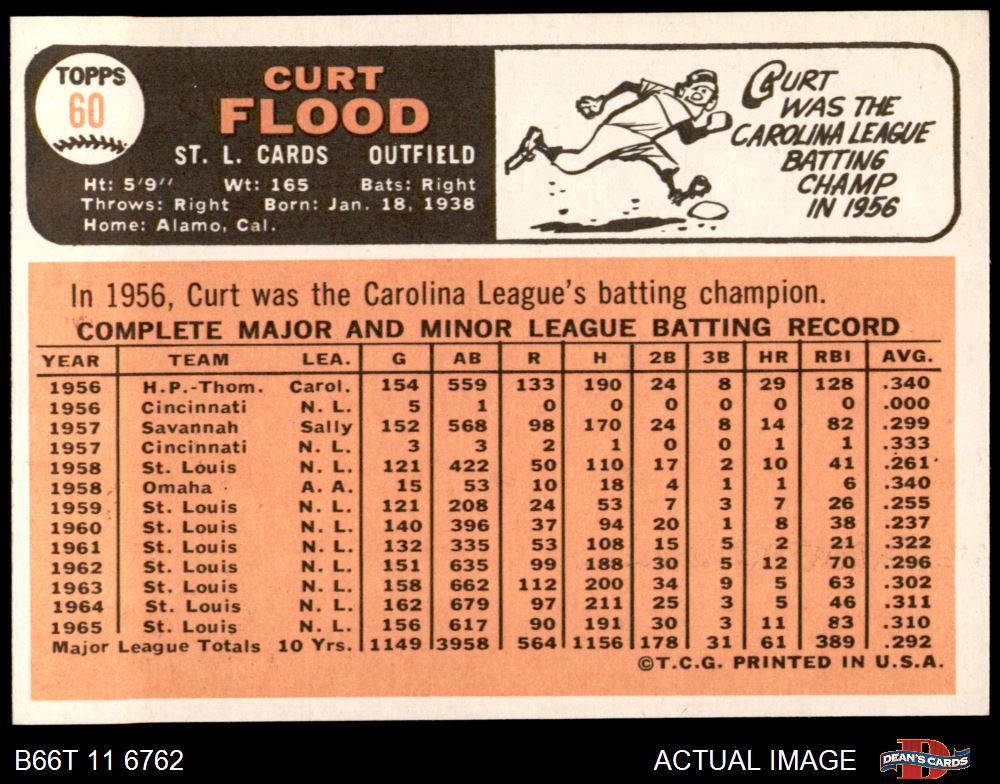 TOPPS
60
CURT
FLOOD
ST. L. CARDS OUTFIELD
Ht: 5'9" Wt: 165 Bats: Right
Throws: Right Born: Jan. 18, 1938
Home: Alamo, Cal.
CURT
WAS THE
CAROLINA LEAGUE
BATTING
CHAMP
IN 1956
In 1956, Curt was the Carolina League's batting champion.
COMPLETE MAJOR AND MINOR LEAGUE BATTING RECORD
YEAR TEAM LEA. G AB R H 2B 3B HR RBI AVG.
1956 H.P.-Thom. Carol. 154 559 133 190 24 8 29 128 .340
1956 Cincinnati N. L. 5 1 0 0 0 0 0 0 .000
1957 Savannah Sally 152 568 98 170 24 8 14 82 .299
1957 Cincinnati N. L. 3 3 2 1 0 0 1 1 .333
1958 St. Louis N. L. 121 422 50 110 17 2 10 41 .261
1958 Omaha A. A. 15 53 10 18 4 1 1 6 .340
1959 St. Louis N. L. 121 208 24 53 7 3 7 26 .255
1960 St. Louis N. L. 140 396 37 94 20 1 8 38 .237
1961 St. Louis N. L. 132 335 53 108 15 5 2 21 .322
1962 St. Louis N. L. 151 635 99 188 30 5 12 70 .296
1963 St. Louis N. L. 158 662 112 200 34 9 5 63 .302
1964 St. Louis N. L. 162 679 97 211 25 3 5 46 .311
1965 St. Louis N. L. 156 617 90 191 30 3 11 83 .310
Major League Totals 10 Yrs. 1149 3958 564 1156 178 31 61 389 .292
©T.C.G. PRINTED IN U.S.A.
B66T 11 6762 ACTUAL IMAGE DEAN'S CARDS